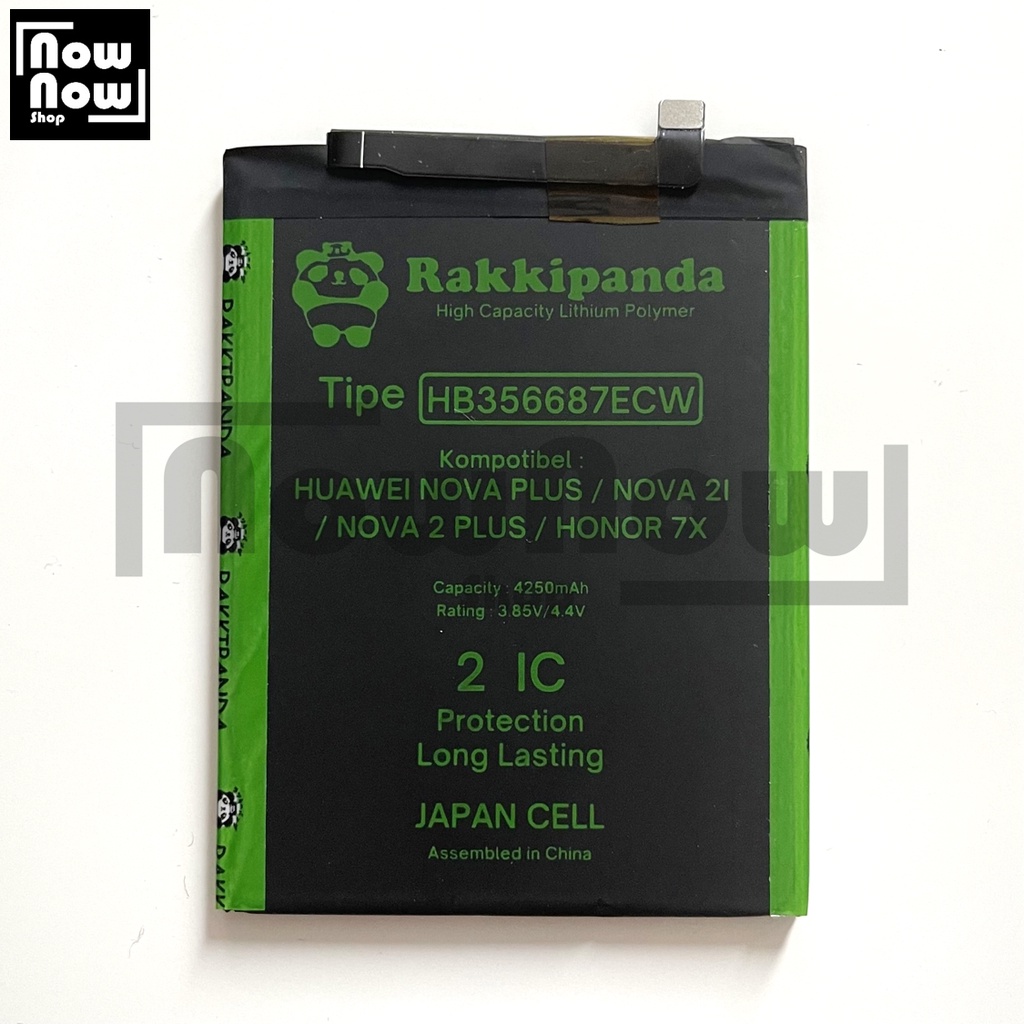 Now
Now
Shop
Rakkipanda
High Capacity Lithium Polymer
Tipe HB356687ECW
Kompotibel :
HUAWEI NOVA PLUS / NOVA 2I
/ NOVA 2 PLUS / HONOR 7X
Capacity : 4250mAh
Rating : 3.85V/4.4V
2 IC
Protection
Long Lasting
JAPAN CELL
Assembled in China
RAKKIPANDA
RAKKIPANDA
NowNow